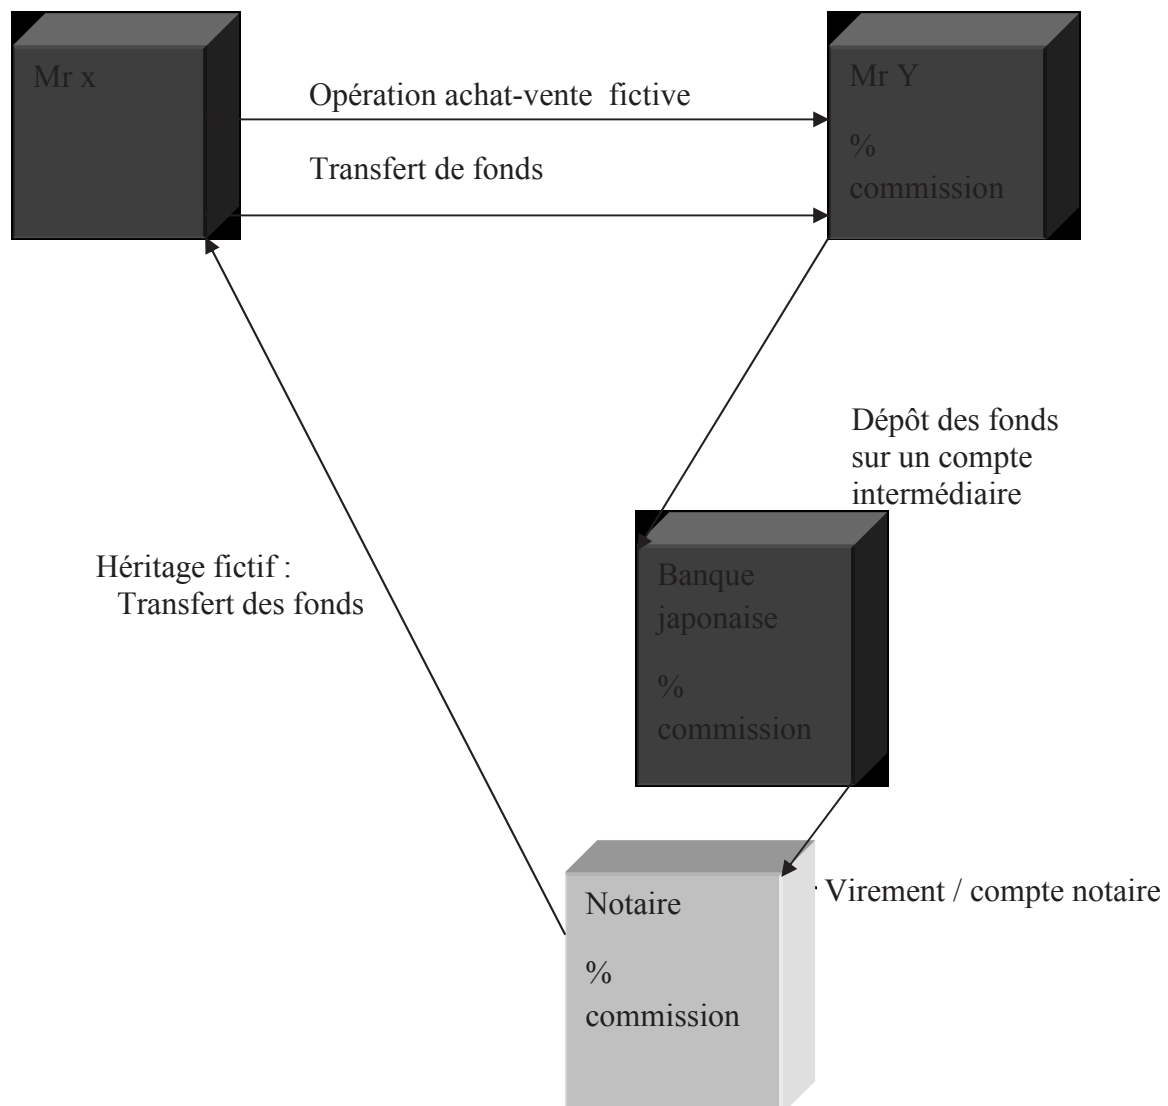 Mr x
Opération achat-vente fictive
Transfert de fonds
Mr Y
%
commission
Dépôt des fonds
sur un compte
intermédiaire
Héritage fictif :
Transfert des fonds
Banque
japonaise
%
commission
Virement / compte notaire
Notaire
%
commission